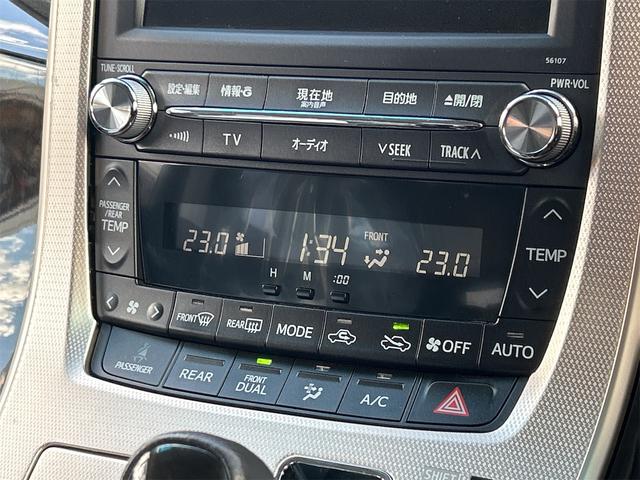 56107
TUNE·SCROLL
PWR·VOL
設定·編集
情報
現在地
案内音声
目的地
▲開/閉
TV
オーディオ
∨SEEK
TRACK∧
PASSENGER
/REAR
TEMP
23.0
1:34
FRONT
23.0
TEMP
H
M
:00
FRONT
REAR
MODE
OFF
AUTO
PASSENGER
REAR
FRONT
DUAL
A/C
SHIFT